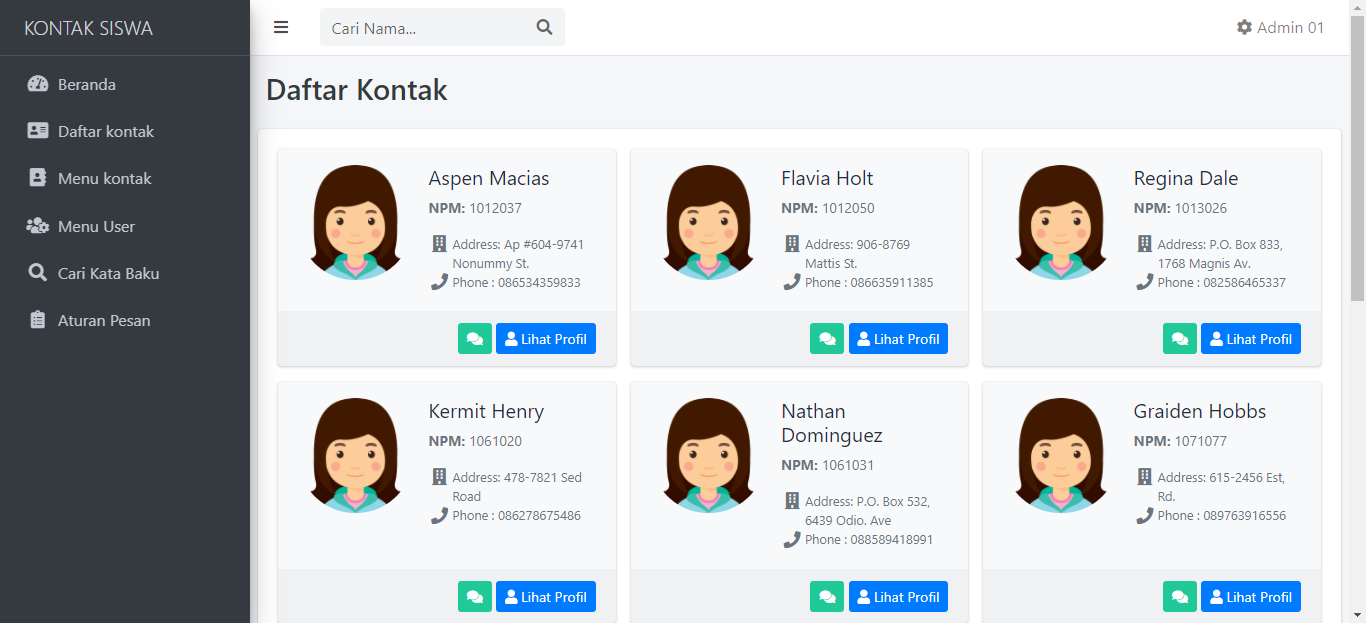 KONTAK SISWA
Cari Nama...
Admin 01
Beranda
Daftar kontak
Menu kontak
Menu User
Cari Kata Baku
Aturan Pesan
Daftar Kontak
Aspen Macias
NPM: 1012037
Address: Ap #604-9741
Nonummy St.
Phone : 086534359833
Lihat Profil
Flavia Holt
NPM: 1012050
Address: 906-8769
Mattis St.
Phone : 086635911385
Lihat Profil
Regina Dale
NPM: 1013026
Address: P.O. Box 833,
1768 Magnis Av.
Phone : 082586465337
Lihat Profil
Kermit Henry
NPM: 1061020
Address: 478-7821 Sed
Road
Phone : 086278675486
Lihat Profil
Nathan
Dominguez
NPM: 1061031
Address: P.O. Box 532,
6439 Odio. Ave
Phone : 088589418991
Lihat Profil
Graiden Hobbs
NPM: 1071077
Address: 615-2456 Est,
Rd.
Phone : 089763916556
Lihat Profil